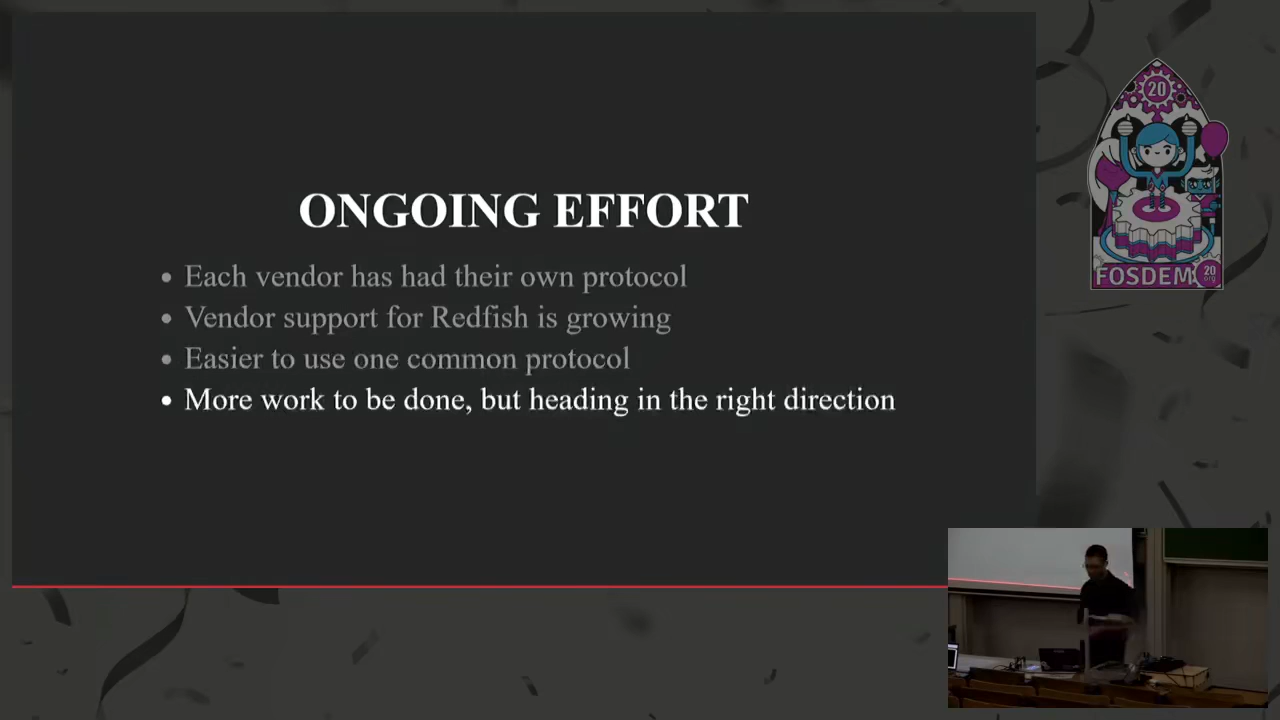 ONGOING EFFORT
• Each vendor has had their own protocol
• Vendor support for Redfish is growing
• Easier to use one common protocol
• More work to be done, but heading in the right direction
20
FOSDEM
20
org